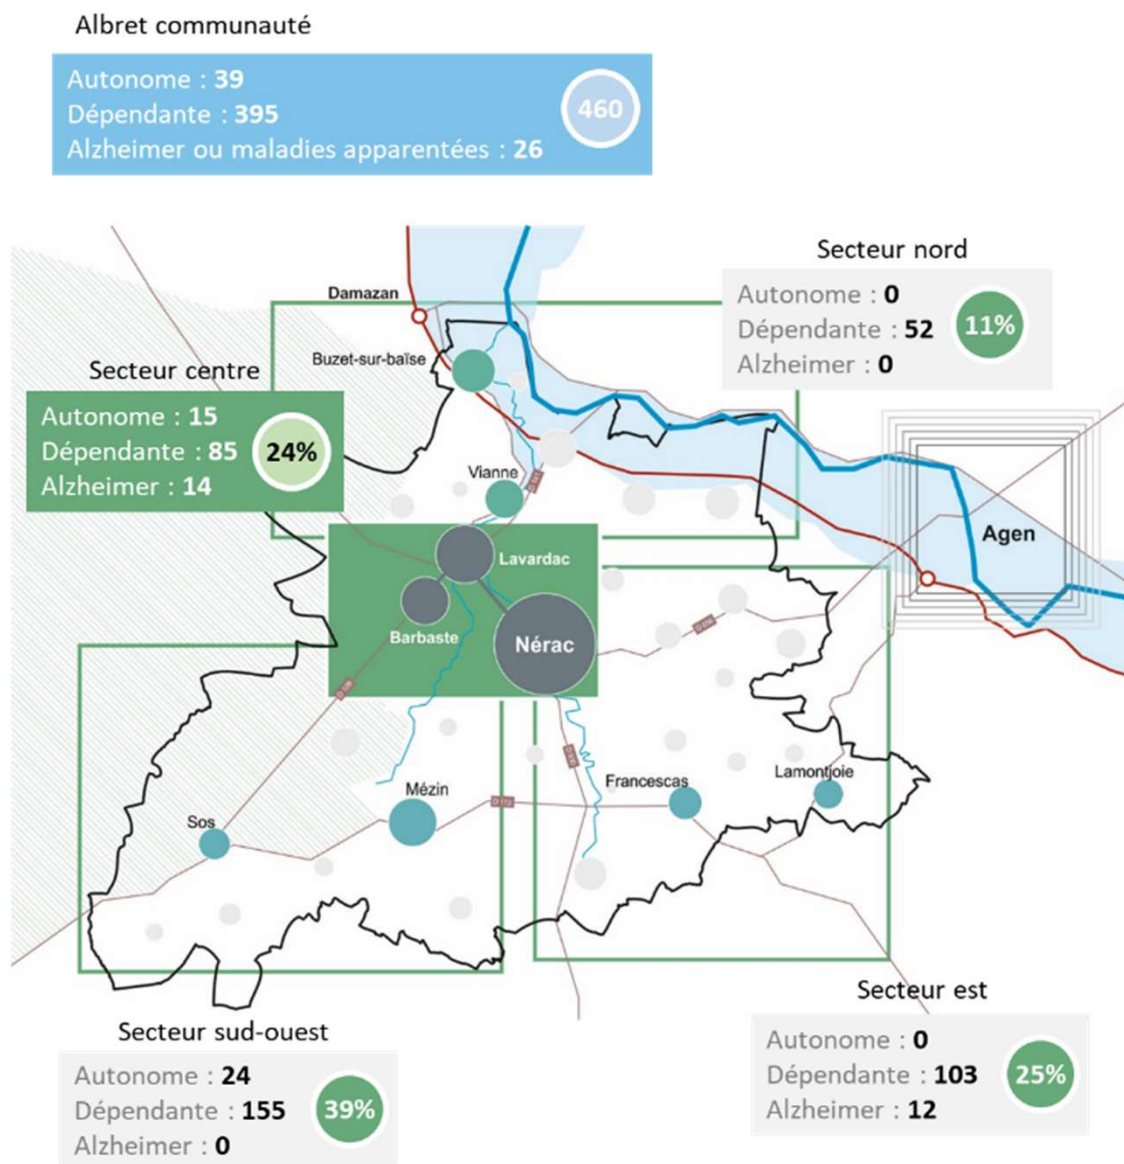 Albret communauté
Autonome : 39
Dépendante : 395
Alzheimer ou maladies apparentées : 26
460
Secteur nord
Autonome : 0
Dépendante : 52
Alzheimer : 0
11%
Damazan
Buzet-sur-baïse
Secteur centre
Autonome : 15
Dépendante : 85
Alzheimer : 14
24%
Vianne
Lavardac
Agen
Barbaste
Nérac
Mézin
Francescas
Lamontjoie
Sos
Secteur sud-ouest
Autonome : 24
Dépendante : 155
Alzheimer : 0
39%
Secteur est
Autonome : 0
Dépendante : 103
Alzheimer : 12
25%